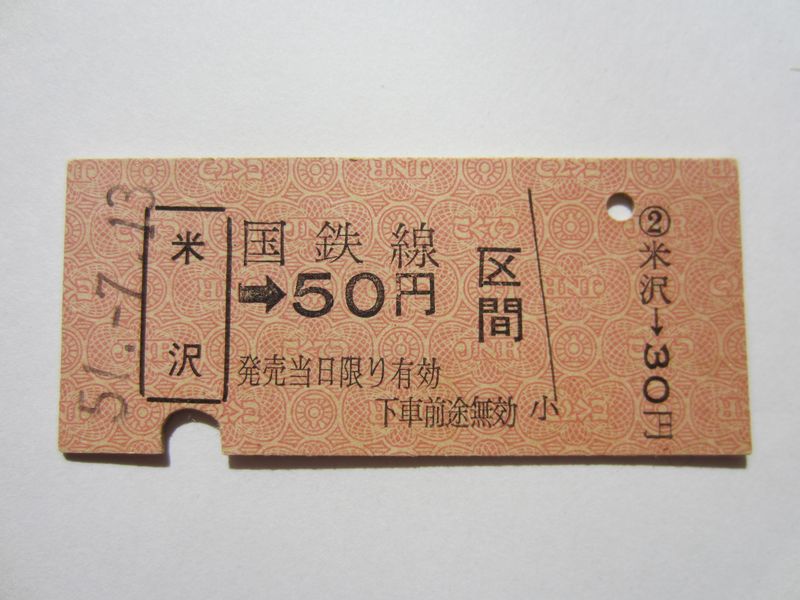 51.-7.13
米沢
国鉄線
➡50円 区間
発売当日限り有効
下車前途無効
小
②米沢→30円